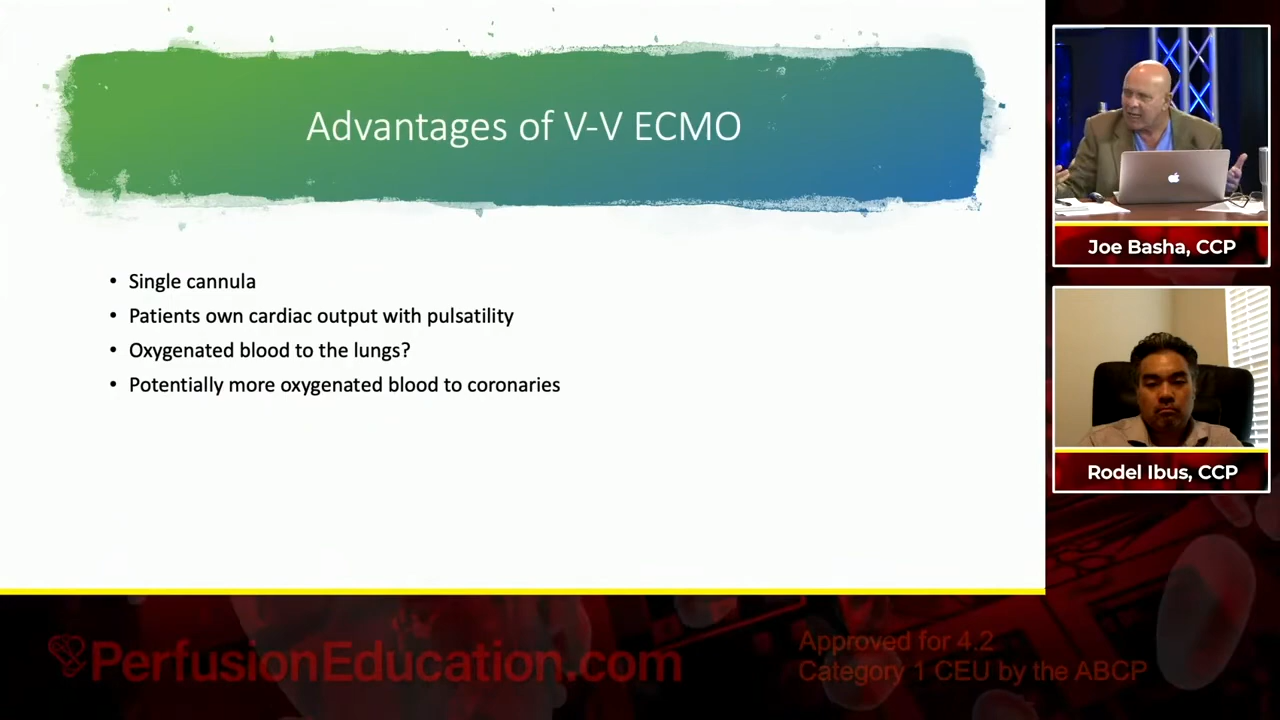 Advantages of V-V ECMO
• Single cannula
• Patients own cardiac output with pulsatility
• Oxygenated blood to the lungs?
• Potentially more oxygenated blood to coronaries
Joe Basha, CCP
Rodel Ibus, CCP
PerfusionEducation.com
Approved for 4.2
Category 1 CEU by the ABCP